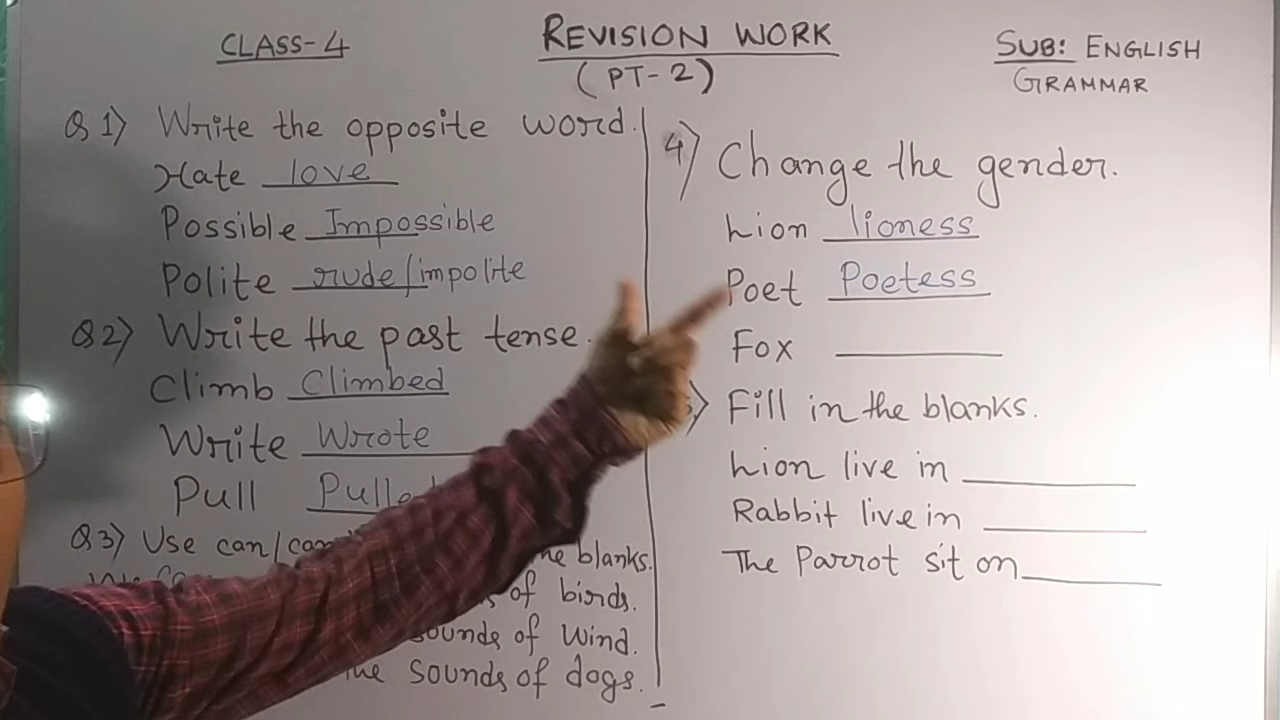 CLASS-4
REVISION WORK
(PT-2)
SUB: ENGLISH
GRAMMAR
Q1) Write the opposite word.
Hate love
Possible Impossible
Polite rude/impolite
Q2) Write the past tense.
Climb Climbed
Write Wrote
Pull
Q3) Use blanks.
of birds.
sounds of Wind.
the sounds of dogs.
4) Change the gender.
Lion lioness
Poet Poetess
Fox
Fill in the blanks.
Lion live in
Rabbit live in
The Parrot sit on